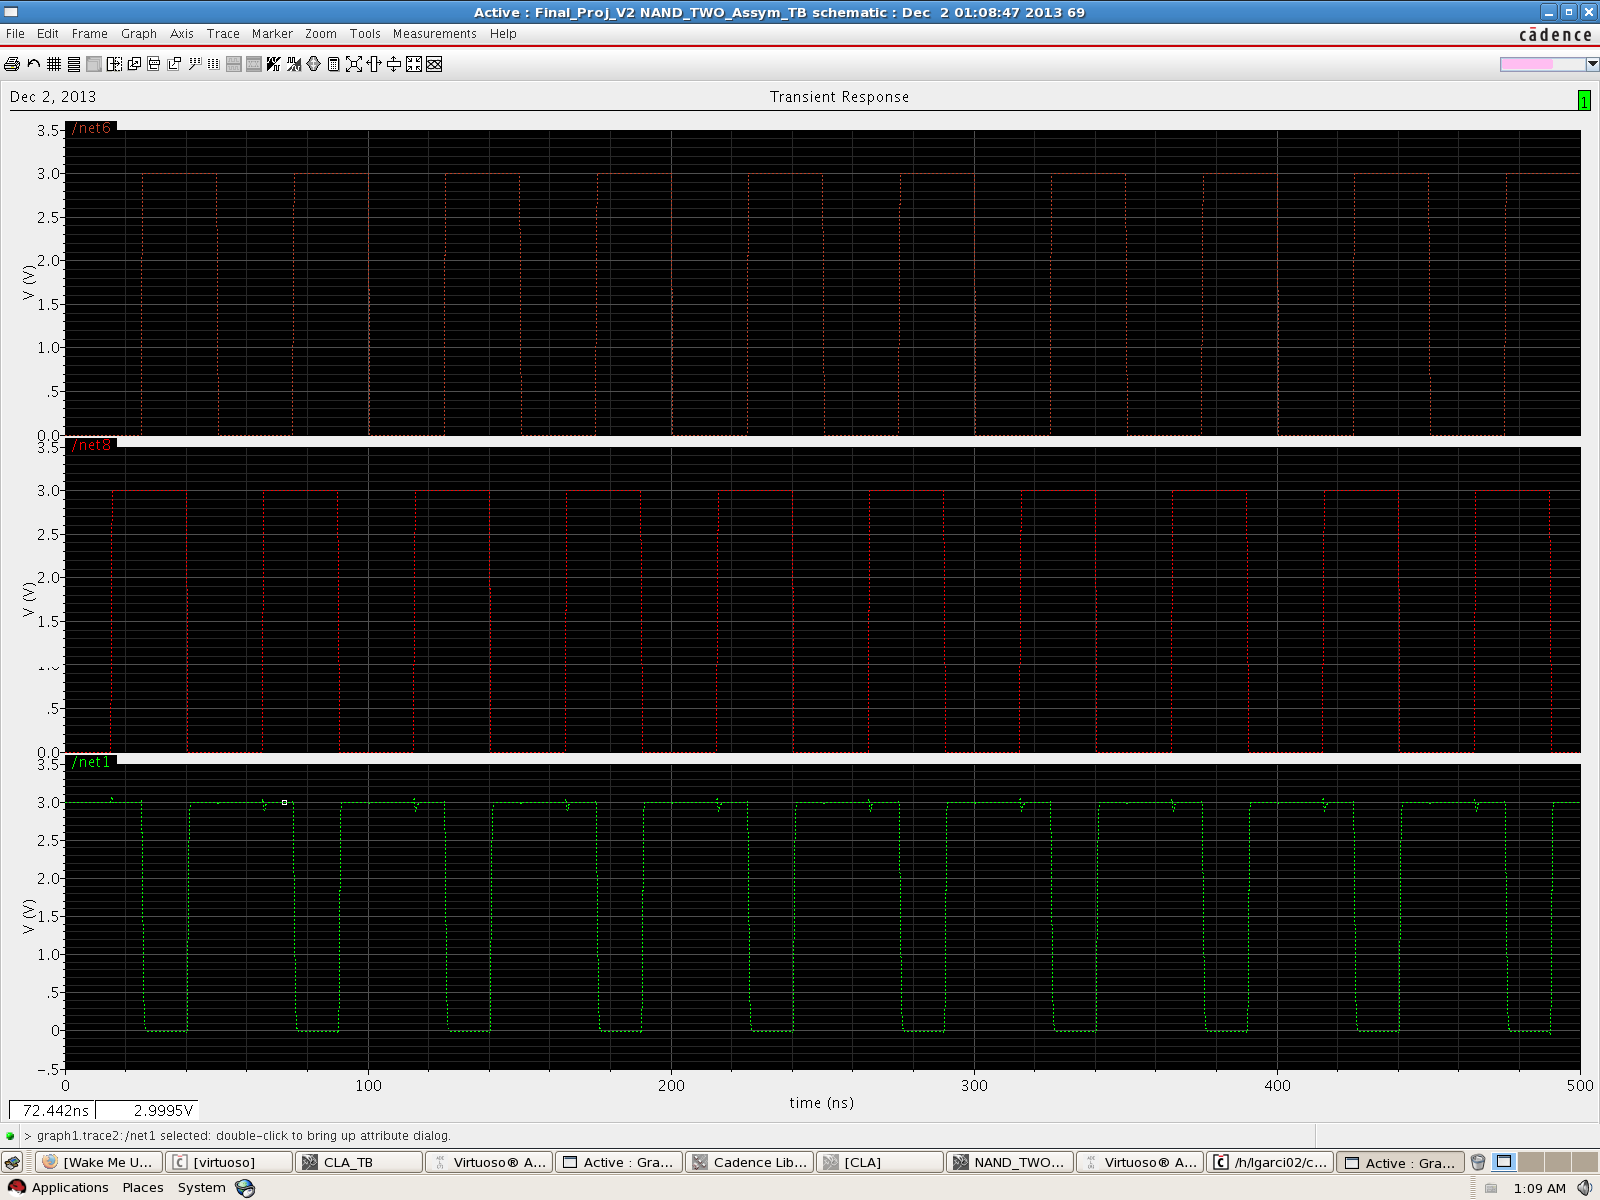 Active : Final_Proj_V2 NAND_TWO_Assym_TB schematic : Dec  2 01:08:47 2013 69
File Edit Frame Graph Axis Trace Marker Zoom Tools Measurements Help
cādence
Dec 2, 2013
Transient Response
1
/net6
3.5
3.0
2.5
2.0
1.5
1.0
.5
0.0
V (V)
/net8
3.5
3.0
2.5
2.0
1.5
1.0
.5
0.0
V (V)
/net1
3.5
3.0
2.5
2.0
1.5
1.0
.5
0
-.5
V (V)
0 100 200 300 400 500
time (ns)
72.442ns 2.9995V
> graph1.trace2:/net1 selected: double-click to bring up attribute dialog.
[Wake Me U... [virtuoso] CLA_TB Virtuoso® A... Active : Gra... Cadence Lib... [CLA] NAND_TWO... Virtuoso® A... /h/lgarci02/c... Active : Gra...
Applications Places System 1:09 AM